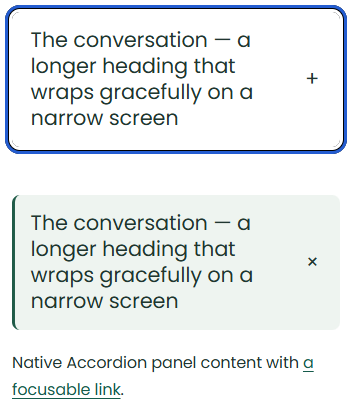 The conversation — a
longer heading that
wraps gracefully on a
narrow screen
+
The conversation — a
longer heading that
wraps gracefully on a
narrow screen
×
Native Accordion panel content with a
focusable link.